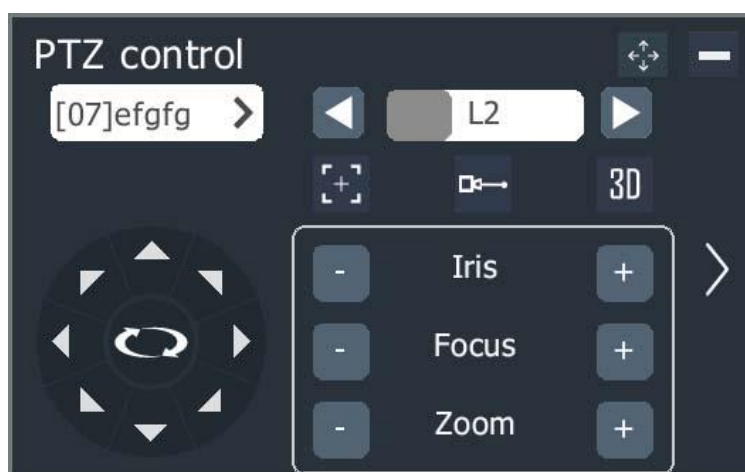 PTZ control
[07]efgfg
L2
3D
- Iris +
- Focus +
- Zoom +